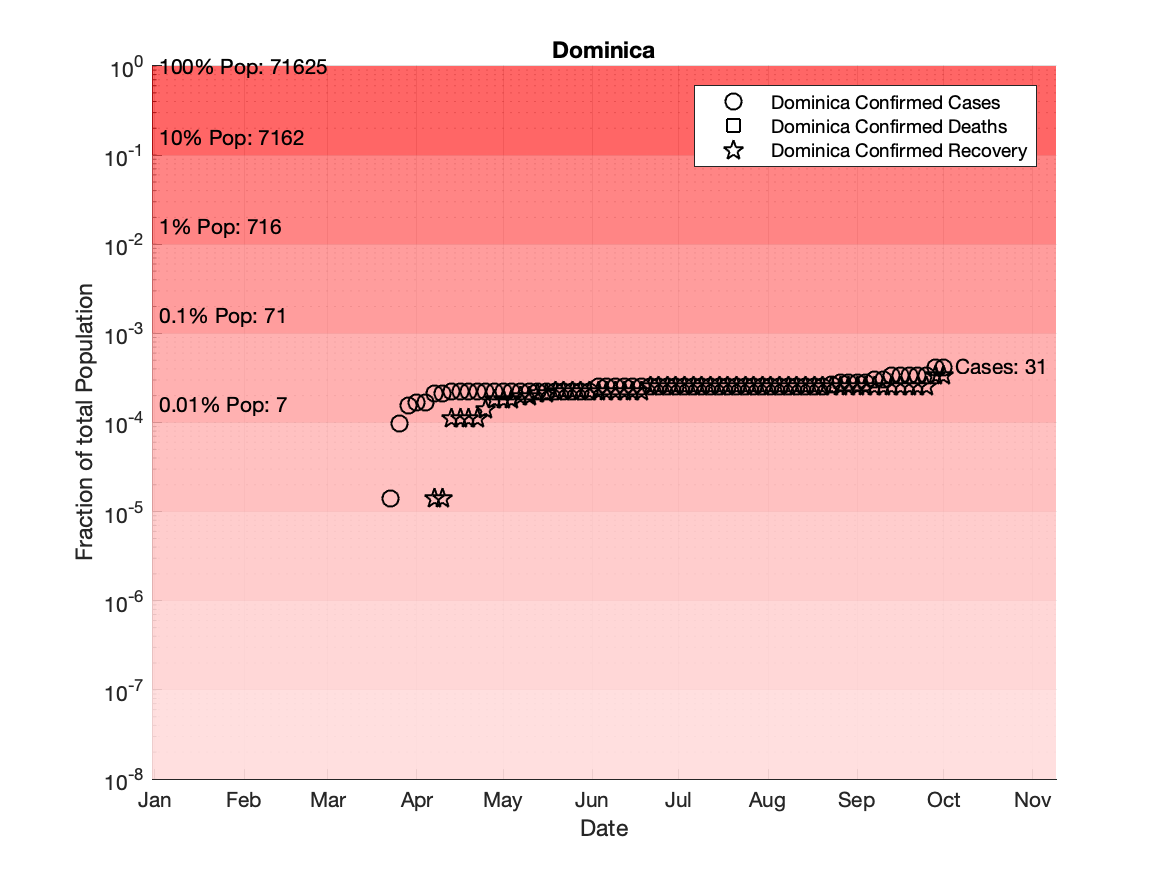 Dominica
10^0
10^-1
10^-2
10^-3
10^-4
10^-5
10^-6
10^-7
10^-8
Fraction of total Population
100% Pop: 71625
10% Pop: 7162
1% Pop: 716
0.1% Pop: 71
0.01% Pop: 7
Dominica Confirmed Cases
Dominica Confirmed Deaths
Dominica Confirmed Recovery
Cases: 31
Jan Feb Mar Apr May Jun Jul Aug Sep Oct Nov
Date